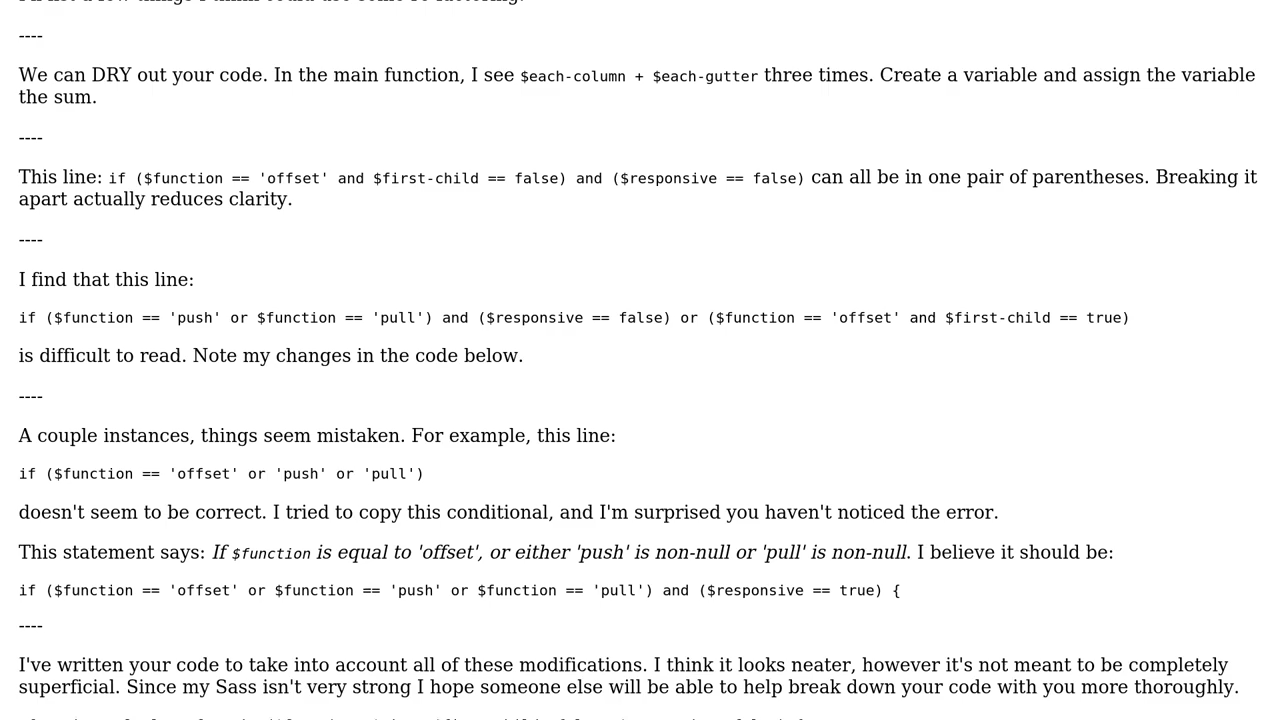 ----
We can DRY out your code. In the main function, I see $each-column + $each-gutter three times. Create a variable and assign the variable
the sum.
----
This line: if ($function == 'offset' and $first-child == false) and ($responsive == false) can all be in one pair of parentheses. Breaking it
apart actually reduces clarity.
----
I find that this line:
if ($function == 'push' or $function == 'pull') and ($responsive == false) or ($function == 'offset' and $first-child == true)
is difficult to read. Note my changes in the code below.
----
A couple instances, things seem mistaken. For example, this line:
if ($function == 'offset' or 'push' or 'pull')
doesn't seem to be correct. I tried to copy this conditional, and I'm surprised you haven't noticed the error.
This statement says: If $function is equal to 'offset', or either 'push' is non-null or 'pull' is non-null. I believe it should be:
if ($function == 'offset' or $function == 'push' or $function == 'pull') and ($responsive == true) {
----
I've written your code to take into account all of these modifications. I think it looks neater, however it's not meant to be completely
superficial. Since my Sass isn't very strong I hope someone else will be able to help break down your code with you more thoroughly.